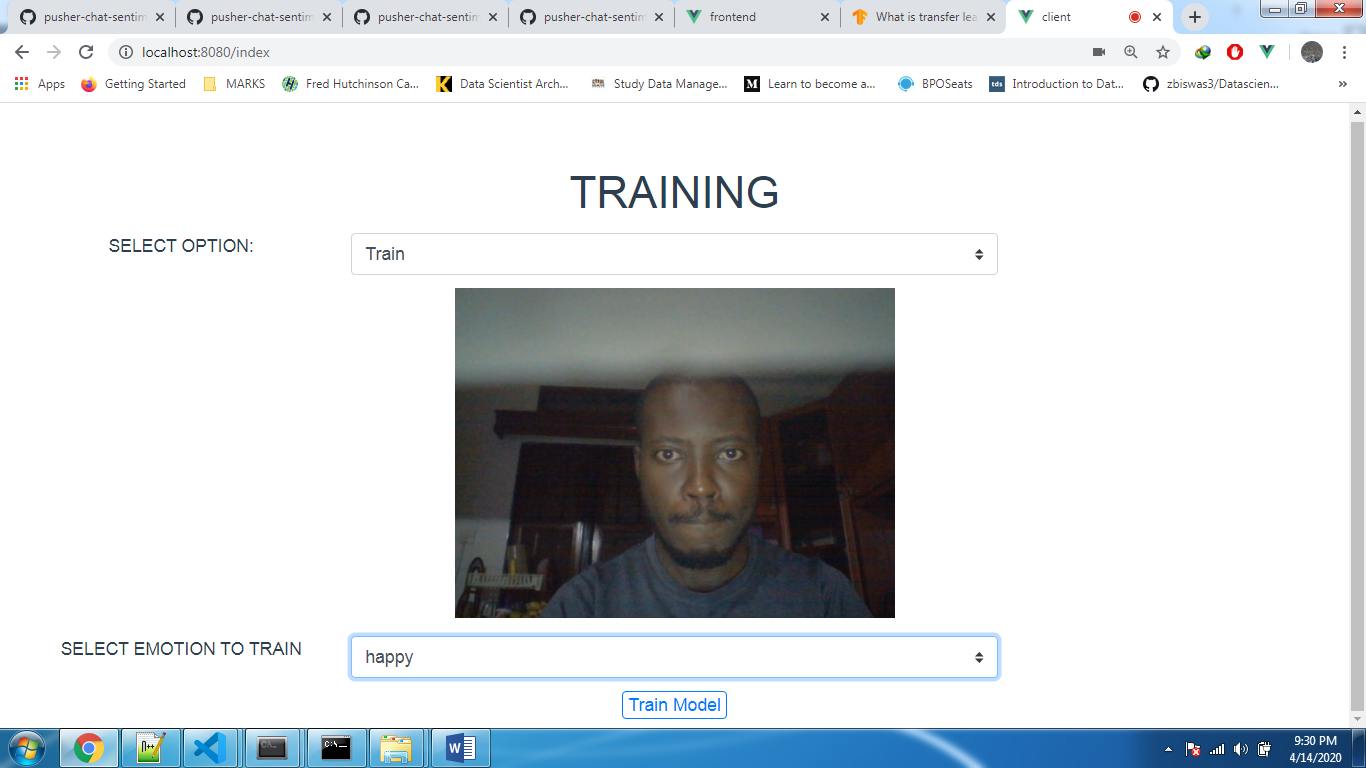 pusher-chat-sentim
pusher-chat-sentim
pusher-chat-sentim
pusher-chat-sentim
frontend
What is transfer lea
client
localhost:8080/index
Apps
Getting Started
MARKS
Fred Hutchinson Ca...
Data Scientist Arch...
Study Data Manage...
Learn to become a...
BPOSeats
tds
Introduction to Dat...
zbiswas3/Datascien...
»
TRAINING
SELECT OPTION:
Train
SELECT EMOTION TO TRAIN
happy
Train Model
9:30 PM
4/14/2020